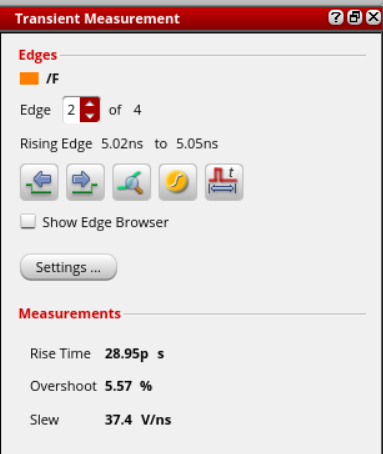 Transient Measurement
Edges
/F
Edge 2 of 4
Rising Edge 5.02ns to 5.05ns
t
Show Edge Browser
Settings ...
Measurements
Rise Time 28.95p s
Overshoot 5.57 %
Slew 37.4 V/ns